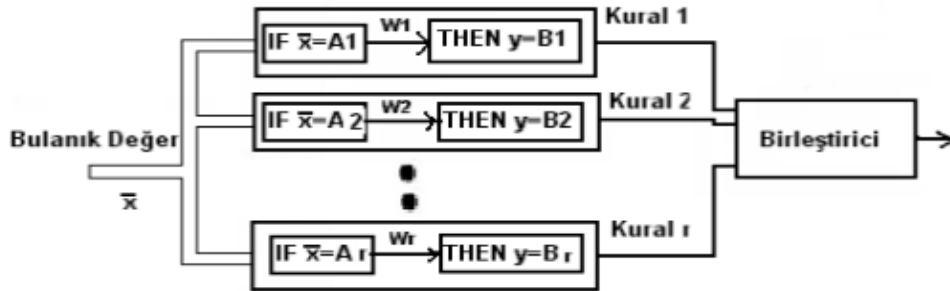 Kural 1
IF x̅=A1 W1 THEN y=B1
Kural 2
IF x̅=A2 W2 THEN y=B2
Bulanık Değer
x̅
Birleştirici
Kural r
IF x̅=A r Wr THEN y=B r